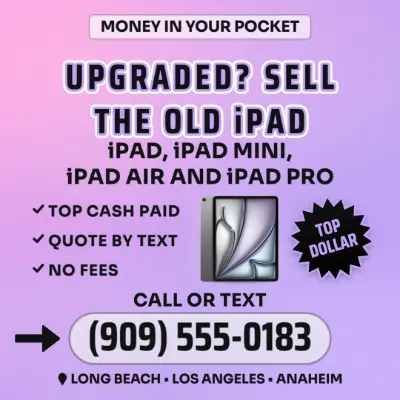 MONEY IN YOUR POCKET
UPGRADED? SELL
THE OLD iPAD
iPAD, iPAD MINI,
iPAD AIR AND iPAD PRO
TOP CASH PAID
QUOTE BY TEXT
NO FEES
TOP
DOLLAR
CALL OR TEXT
(909) 555-0183
LONG BEACH • LOS ANGELES • ANAHEIM